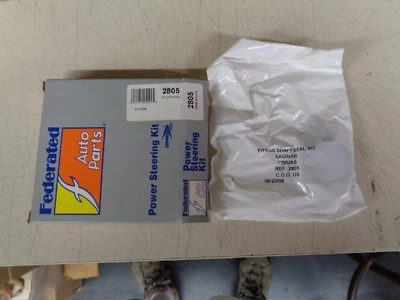 Federated
Auto
Parts
Power Steering Kit
2805
2805
Power Steering
Kit
Federated
PITMAN SHAFT SEAL KIT
SAGINAW
REF. 2805
C.O.O. US